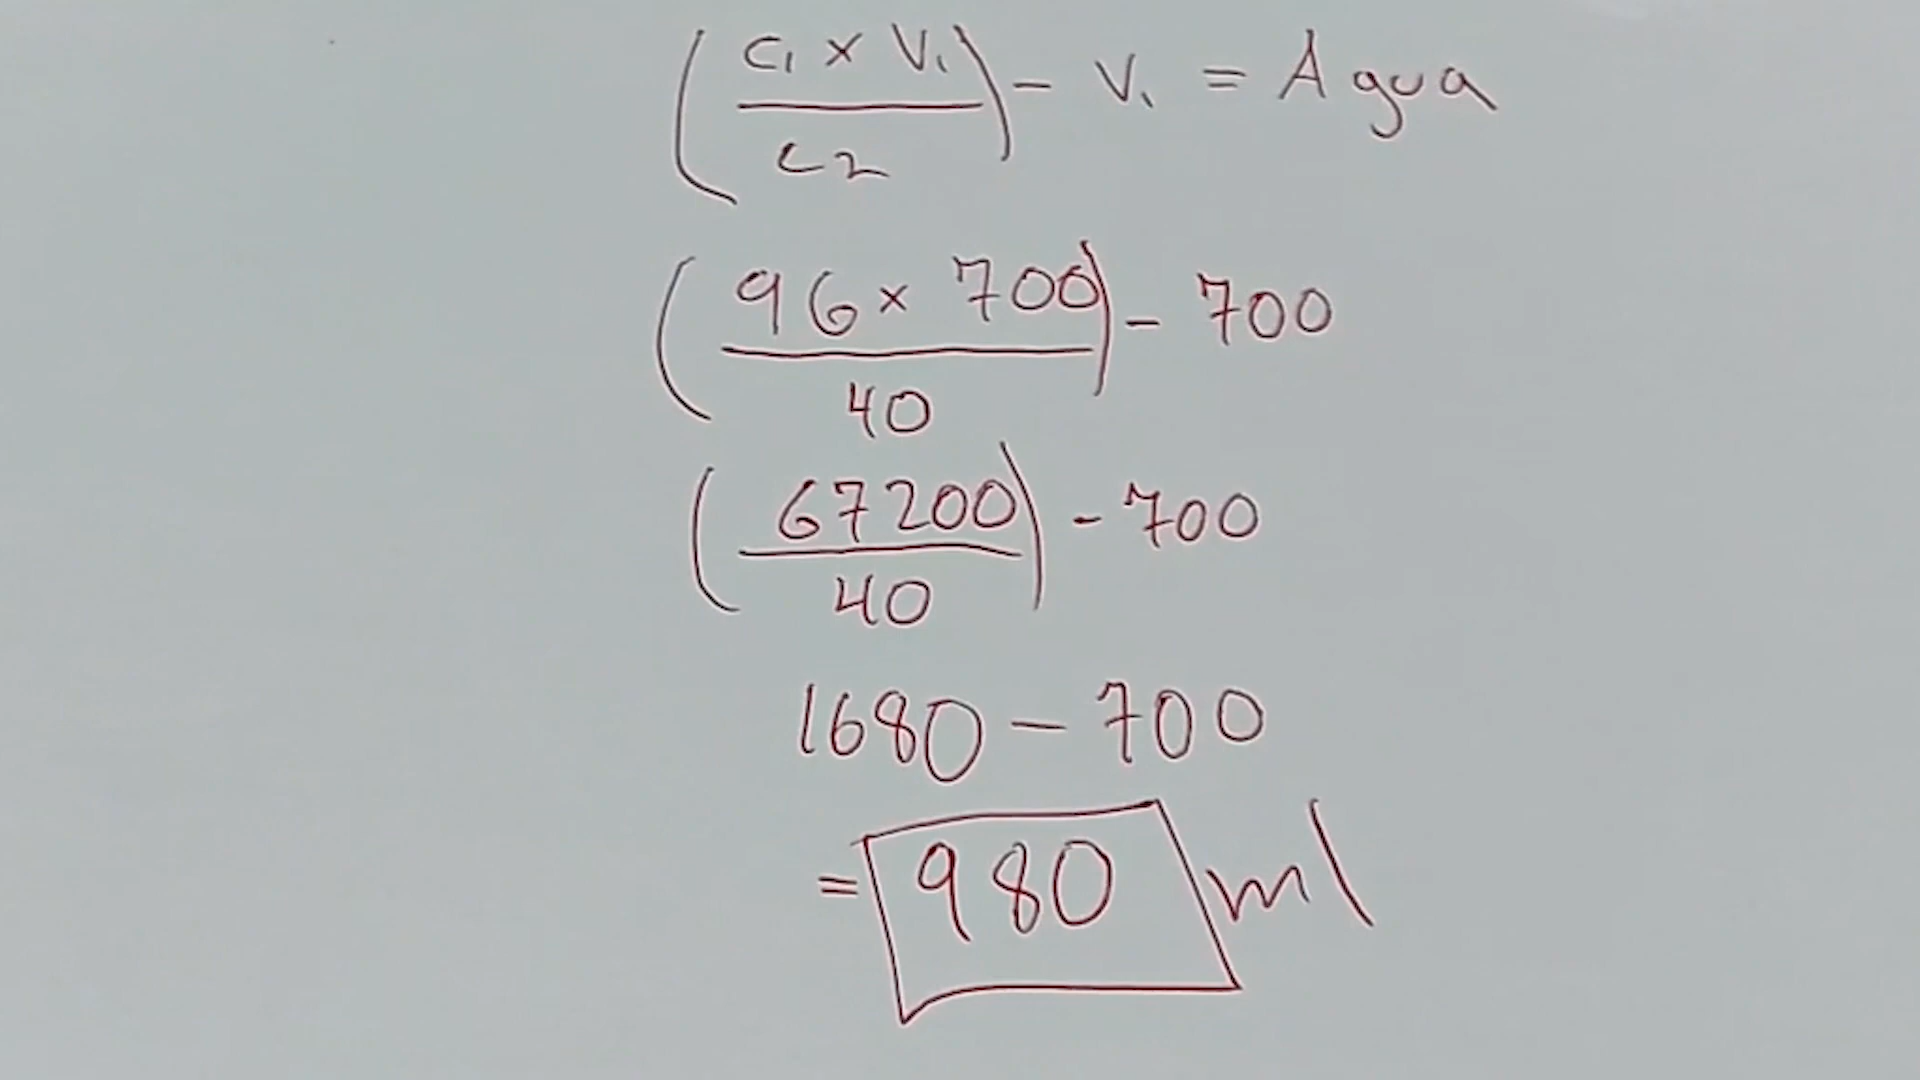 (C1 x V1 / C2) - V1 = Agua
(96 x 700 / 40) - 700
(67200 / 40) - 700
1680 - 700
= 980 ml